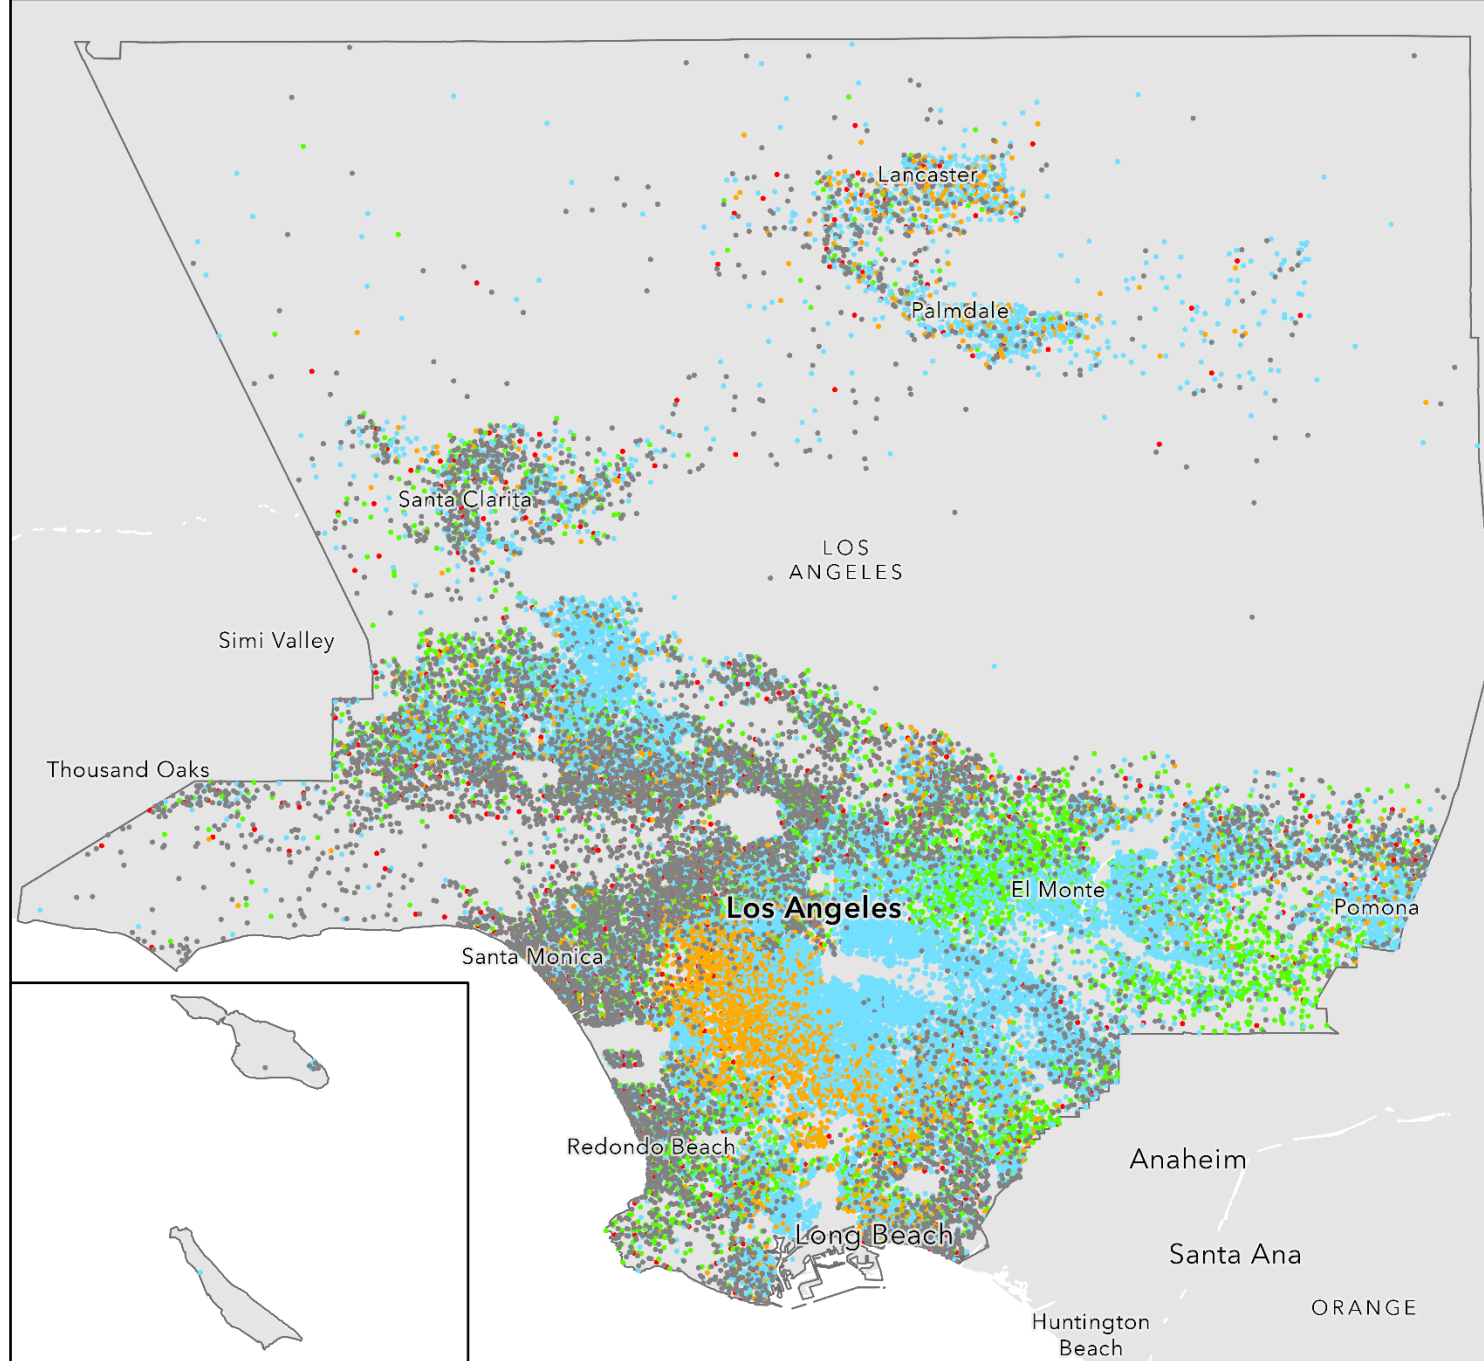 Lancaster
Palmdale
Santa Clarita
LOS
ANGELES
Simi Valley
Thousand Oaks
El Monte
Los Angeles
Pomona
Santa Monica
Redondo Beach
Anaheim
Long Beach
Santa Ana
ORANGE
Huntington
Beach